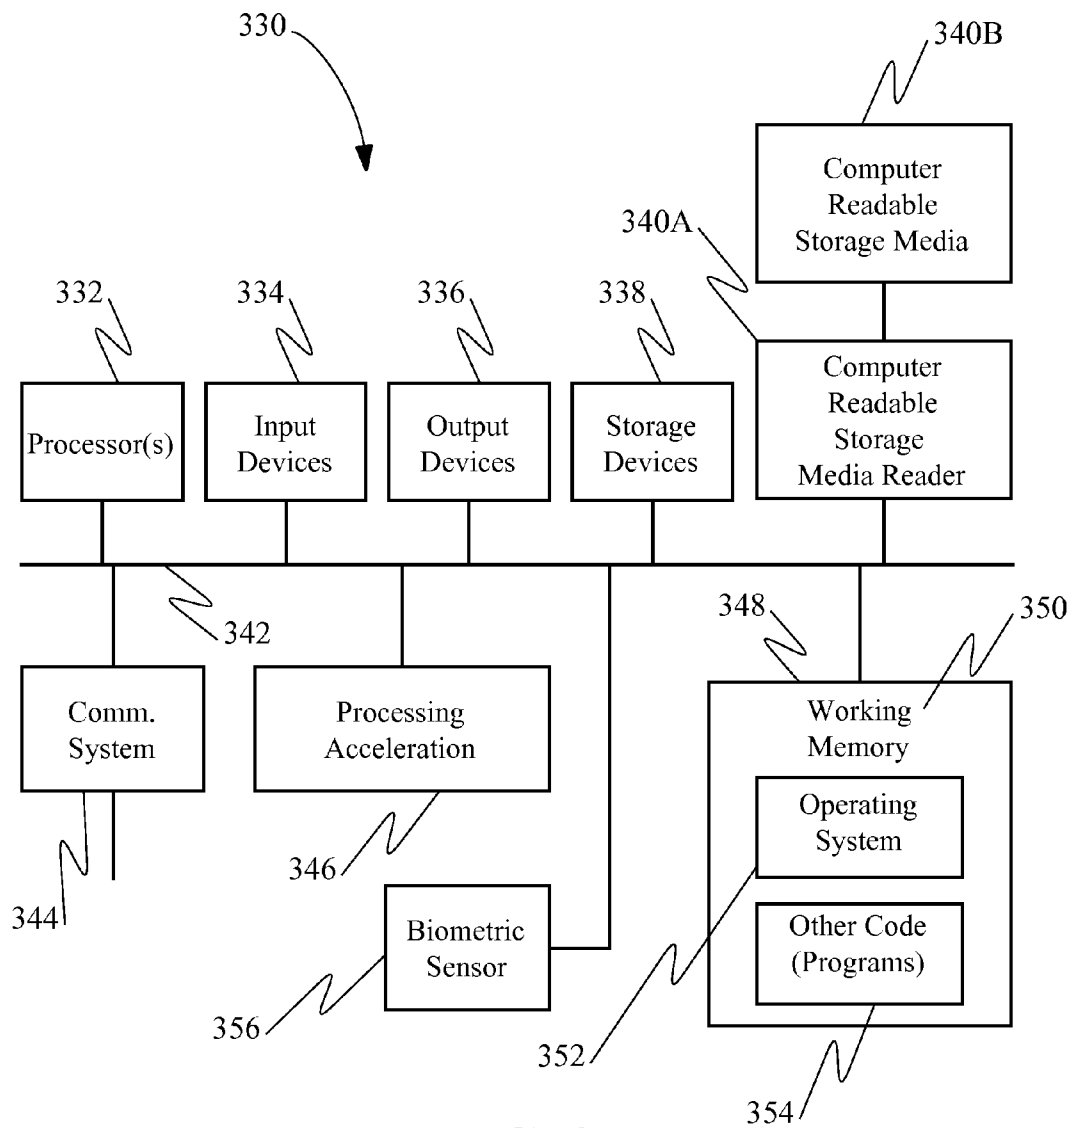 330
340B
Computer
Readable
Storage Media
340A
332
334
336
338
Processor(s)
Input
Devices
Output
Devices
Storage
Devices
Computer
Readable
Storage
Media Reader
342
348
350
Comm.
System
Processing
Acceleration
Working
Memory
Operating
System
Other Code
(Programs)
344
346
Biometric
Sensor
356
352
354